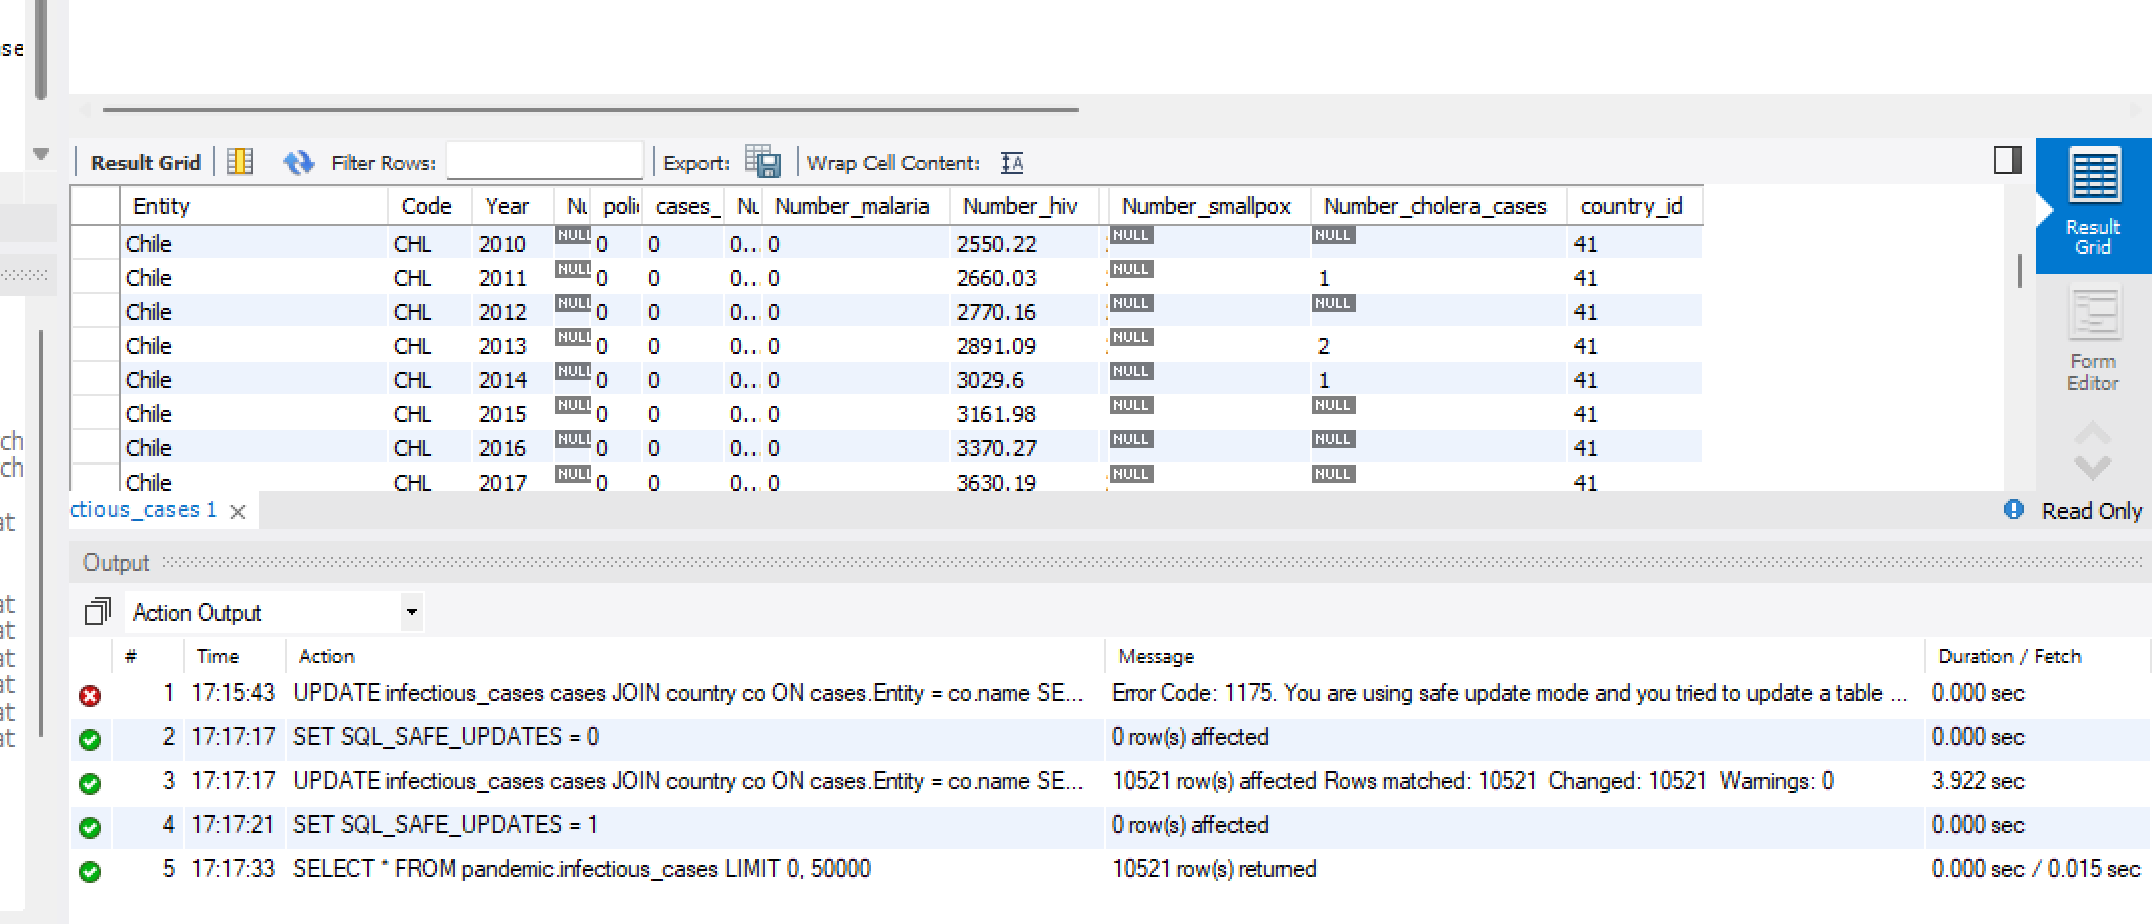 se
Result Grid Filter Rows: Export: Wrap Cell Content: A
Entity Code Year Nu poli cases_ Nu Number_malaria Number_hiv Number_smallpox Number_cholera_cases country_id
Chile CHL 2010 NULL 0 0 0... 0 2550.22 NULL NULL 41
Chile CHL 2011 NULL 0 0 0... 0 2660.03 NULL 1 41
Chile CHL 2012 NULL 0 0 0... 0 2770.16 NULL NULL 41
Chile CHL 2013 NULL 0 0 0... 0 2891.09 NULL 2 41
Chile CHL 2014 NULL 0 0 0... 0 3029.6 NULL 1 41
Chile CHL 2015 NULL 0 0 0... 0 3161.98 NULL NULL 41
Chile CHL 2016 NULL 0 0 0... 0 3370.27 NULL NULL 41
Chile CHL 2017 NULL 0 0 0... 0 3630.19 NULL NULL 41
Result
Grid
Form
Editor
ch
ch
at
at
at
at
at
at
at
ctious_cases 1
Read Only
Output
Action Output
# Time Action Message Duration / Fetch
1 17:15:43 UPDATE infectious_cases cases JOIN country co ON cases.Entity = co.name SE... Error Code: 1175. You are using safe update mode and you tried to update a table ... 0.000 sec
2 17:17:17 SET SQL_SAFE_UPDATES = 0 0 row(s) affected 0.000 sec
3 17:17:17 UPDATE infectious_cases cases JOIN country co ON cases.Entity = co.name SE... 10521 row(s) affected Rows matched: 10521 Changed: 10521 Warnings: 0 3.922 sec
4 17:17:21 SET SQL_SAFE_UPDATES = 1 0 row(s) affected 0.000 sec
5 17:17:33 SELECT * FROM pandemic.infectious_cases LIMIT 0, 50000 10521 row(s) returned 0.000 sec / 0.015 sec